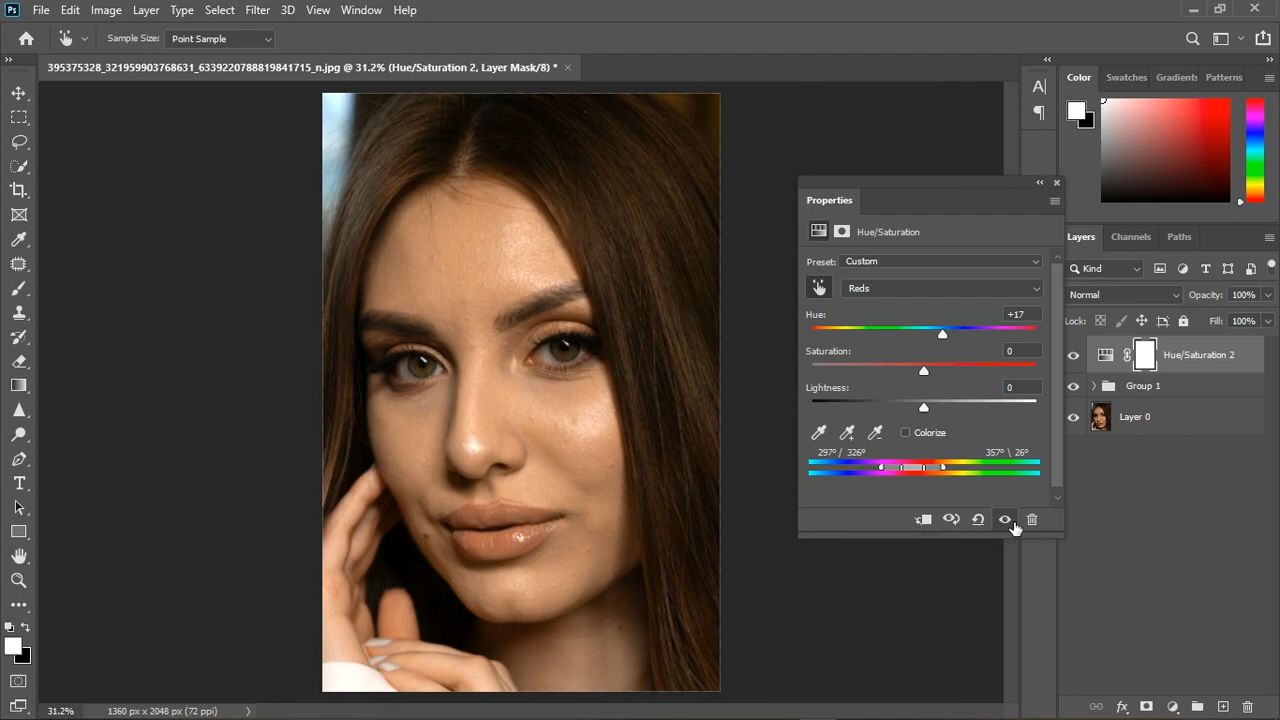 Ps File Edit Image Layer Type Select Filter 3D View Window Help
Sample Size: Point Sample
395375328_321959903768631_6339220788819841715_n.jpg @ 31.2% (Hue/Saturation 2, Layer Mask/8) *
A
Color Swatches Gradients Patterns
Properties
Hue/Saturation
Preset: Custom
Reds
Hue: +17
Saturation: 0
Lightness: 0
Colorize
297°/ 326° 357° \ 26°
Layers Channels Paths
Kind
Normal Opacity: 100%
Lock: Fill: 100%
Hue/Saturation 2
Group 1
Layer 0
31.2% 1360 px x 2048 px (72 ppi)